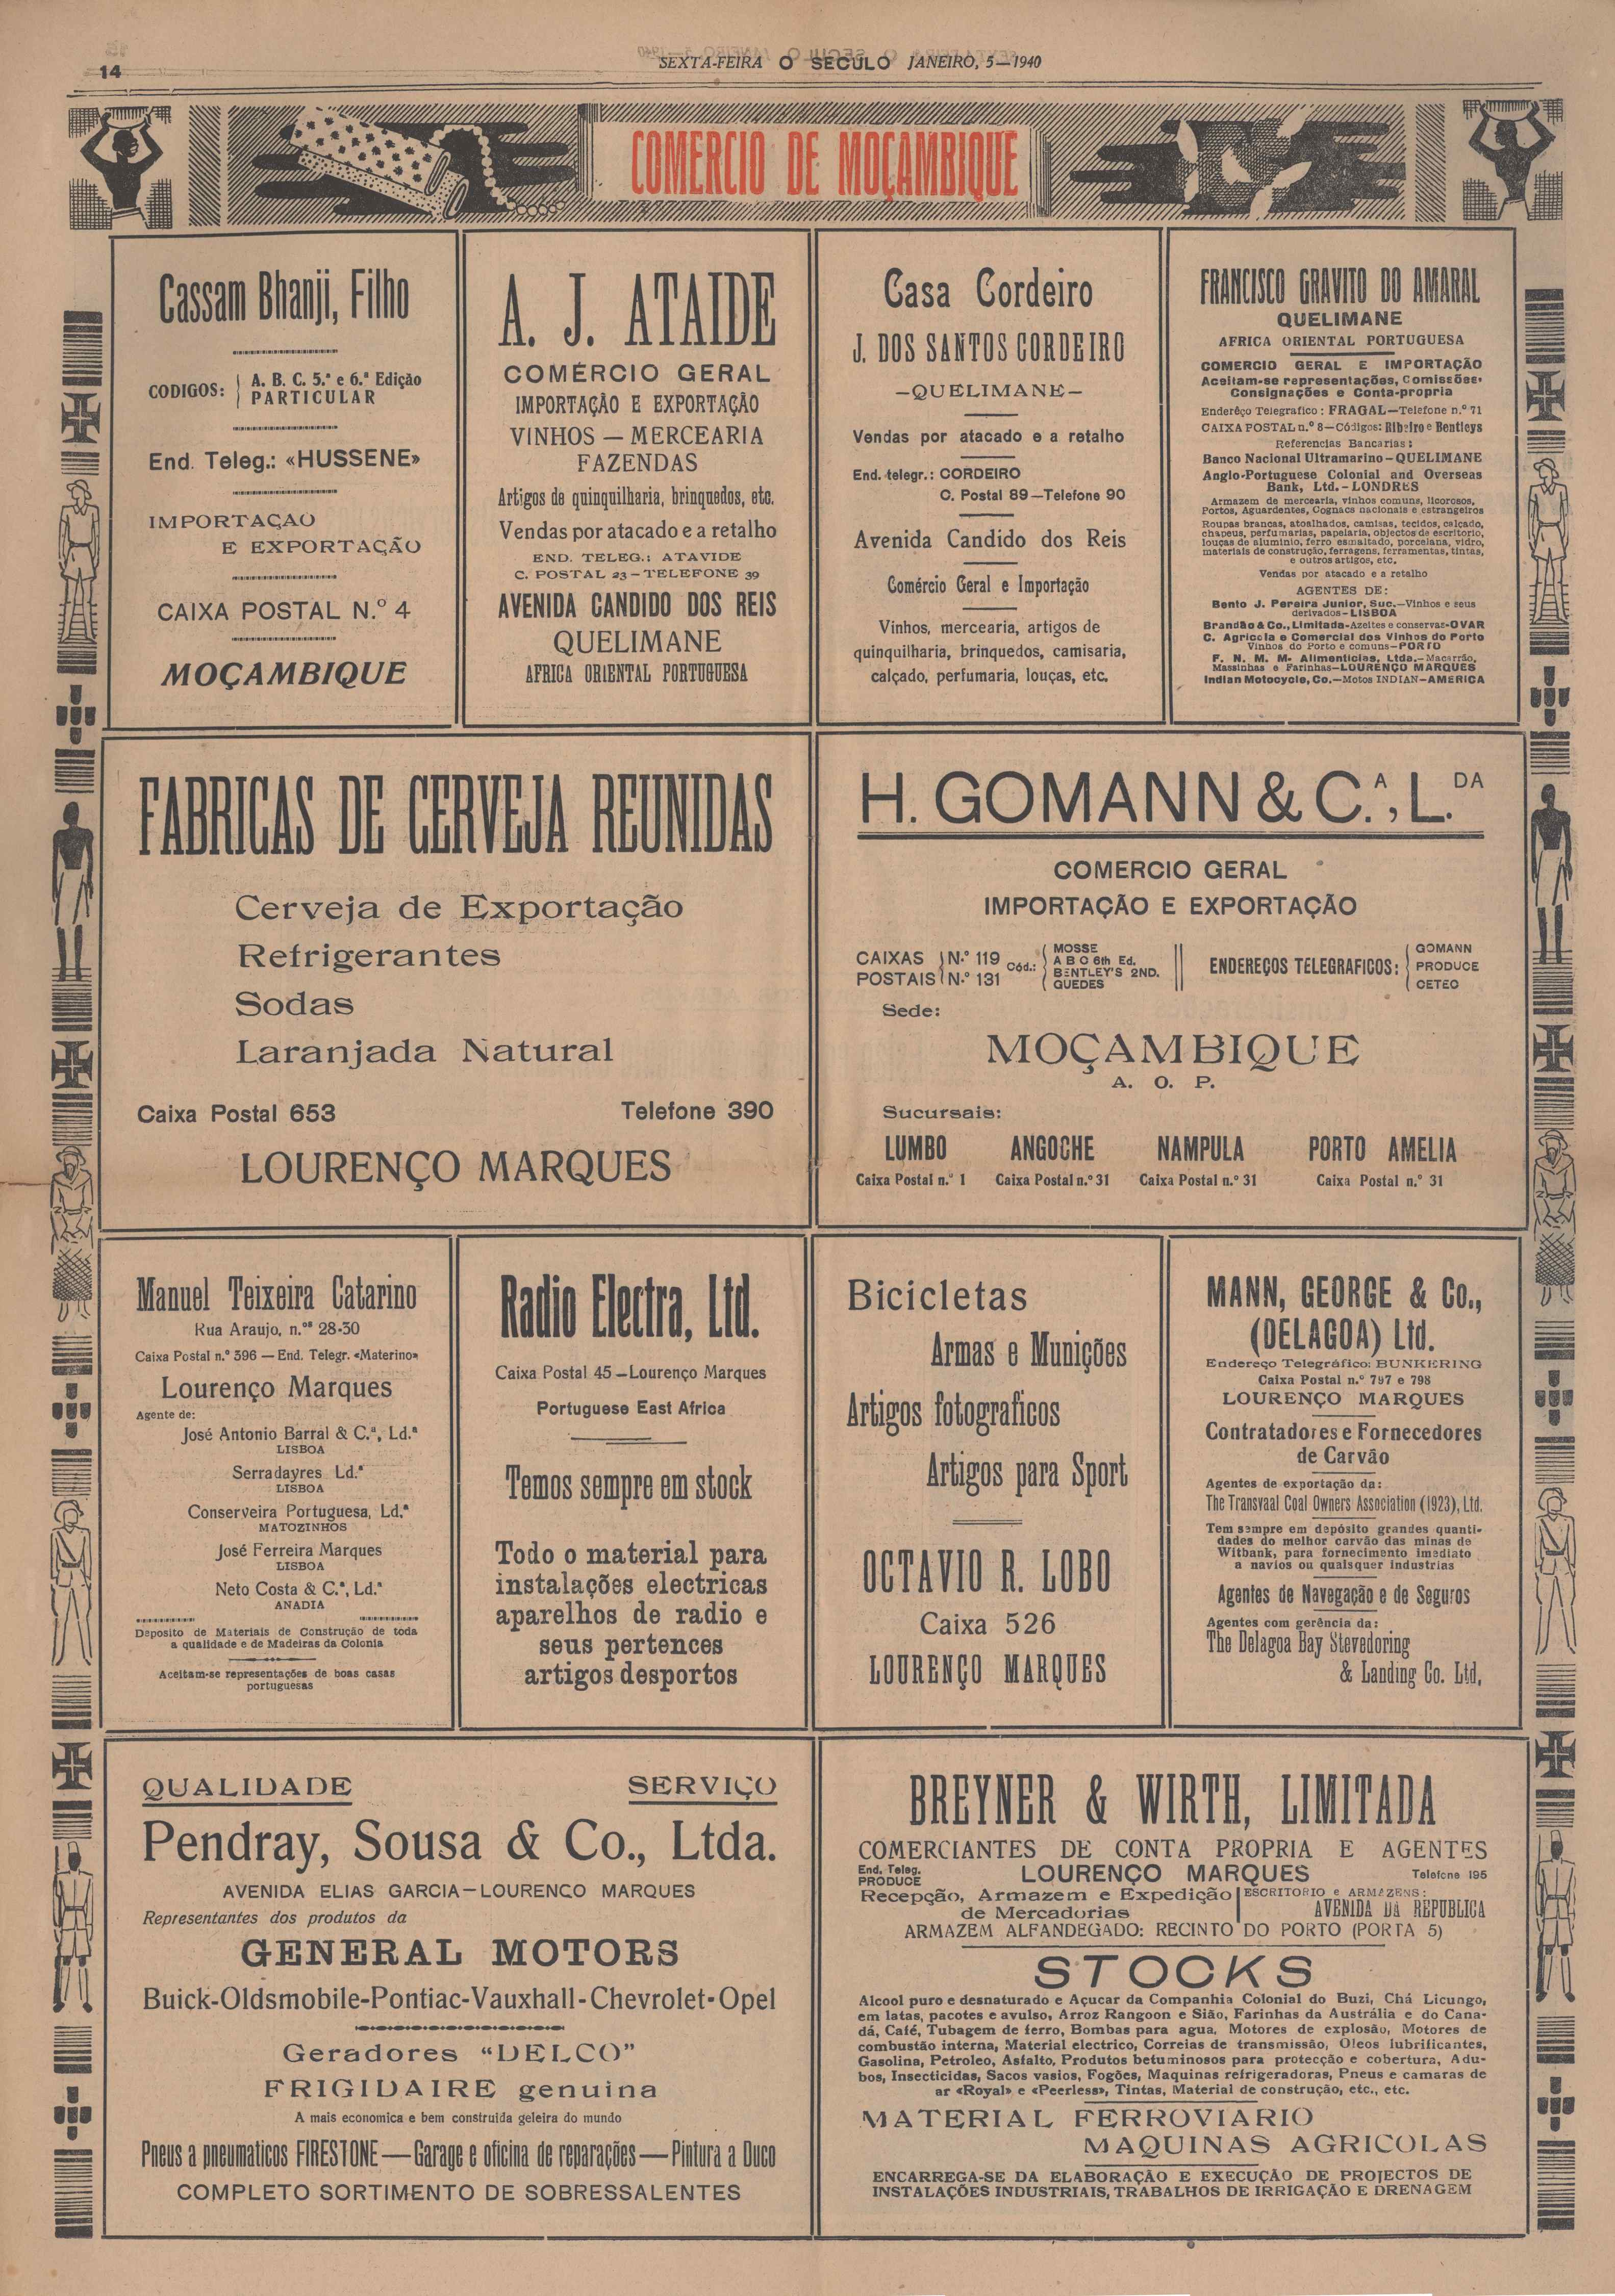 14
SEXTA-FEIRA O SECULO JANEIRO, 5—1940
COMERCIO DE MOÇAMBIQUE
Cassam Bhanji, Filho
CODIGOS: A. B. C. 5.ª e 6.ª Edição
PARTICULAR
End. Teleg.: «HUSSENE»
IMPORTAÇAO
E EXPORTAÇÃO
CAIXA POSTAL N.º 4
MOÇAMBIQUE
A. J. ATAIDE
COMÉRCIO GERAL
IMPORTAÇÃO E EXPORTAÇÃO
VINHOS — MERCEARIA
FAZENDAS
Artigos de quinquilharia, brinquedos, etc.
Vendas por atacado e a retalho
END. TELEG.: ATAVIDE
C. POSTAL 23—TELEFONE 39
AVENIDA CANDIDO DOS REIS
QUELIMANE
AFRICA ORIENTAL PORTUGUESA
Casa Cordeiro
J. DOS SANTOS CORDEIRO
—QUELIMANE—
Vendas por atacado e a retalho
End. telegr.: CORDEIRO
C. Postal 89—Telefone 90
Avenida Candido dos Reis
Comércio Geral e Importação
Vinhos, mercearia, artigos de
quinquilharia, brinquedos, camisaria,
calçado, perfumaria, louças, etc.
FRANCISCO GRAVITO DO AMARAL
QUELIMANE
AFRICA ORIENTAL PORTUGUESA
COMERCIO GERAL E IMPORTAÇÃO
Aceitam-se representações, Comissões,
Consignações e Conta-propria
Enderêço Telegrafico: FRAGAL—Telefone n.º 71
CAIXA POSTAL n.º 8—Códigos: Ribeiro e Bentleys
Referencias Bancarias:
Banco Nacional Ultramarino—QUELIMANE
Anglo-Portuguese Colonial and Overseas
Bank, Ltd.—LONDRES
Armazem de mercearia, vinhos comuns, licorosos,
Portos, Aguardentes, Cognacs nacionais e estrangeiros
Roupas brancas, atoalhados, camisas, tecidos, calçado,
chapeus, perfumarias, papelaria, objectos de escritorio,
louças de aluminio, ferro esmaltado, porcelana, vidro,
materiais de construção, ferragens, ferramentas, tintas,
e outros artigos, etc.
Vendas por atacado e a retalho
AGENTES DE:
Bento J. Pereira Junior, Suc.—Vinhos e seus
derivados—LISBOA
Brandão & Co., Limitada—Azeites e conservas—OVAR
C. Agricola e Comercial dos Vinhos do Porto
Vinhos do Porto e comuns—PORTO
F. N. M. M. Alimenticias, Ltda.—Macarrão,
Massinhas e Farinhas—LOURENÇO MARQUES
Indian Motocycle, Co.—Motos INDIAN—AMERICA
FABRICAS DE CERVEJA REUNIDAS
Cerveja de Exportação
Refrigerantes
Sodas
Laranjada Natural
Caixa Postal 653 Telefone 390
LOURENÇO MARQUES
H. GOMANN & C.A, L.DA
COMERCIO GERAL
IMPORTAÇÃO E EXPORTAÇÃO
CAIXAS POSTAIS N.º 119 N.º 131 Cód.: MOSSE A B C 6th Ed. BENTLEY'S 2ND. GUEDES
ENDEREÇOS TELEGRAFICOS: GOMANN PRODUCE CETEO
Sede:
MOÇAMBIQUE
A. O. P.
Sucursais:
LUMBO ANGOCHE NAMPULA PORTO AMELIA
Caixa Postal n.º 1 Caixa Postal n.º 31 Caixa Postal n.º 31 Caixa Postal n.º 31
Manuel Teixeira Catarino
Rua Araujo, n.os 28-30
Caixa Postal n.º 396 — End. Telegr. «Materino»
Lourenço Marques
Agente de:
José Antonio Barral & C.ª, Ld.ª
LISBOA
Serradayres Ld.ª
LISBOA
Conserveira Portuguesa, Ld.ª
MATOZINHOS
José Ferreira Marques
LISBOA
Neto Costa & C.ª, Ld.ª
ANADIA
Deposito de Materiais de Construção de toda
a qualidade e de Madeiras da Colonia
Aceitam-se representações de boas casas
portuguesas
Radio Electra, Ltd.
Caixa Postal 45—Lourenço Marques
Portuguese East Africa
Temos sempre em stock
Todo o material para
instalações electricas
aparelhos de radio e
seus pertences
artigos desportos
Bicicletas
Armas e Munições
Artigos fotograficos
Artigos para Sport
OCTAVIO R. LOBO
Caixa 526
LOURENÇO MARQUES
MANN, GEORGE & Co.,
(DELAGOA) Ltd.
Endereço Telegráfico: BUNKERING
Caixa Postal n.º 797 e 798
LOURENÇO MARQUES
Contratadores e Fornecedores
de Carvão
Agentes de exportação da:
The Transvaal Coal Owners Association (1923), Ltd.
Tem sempre em depósito grandes quanti-
dades do melhor carvão das minas de
Witbank, para fornecimento imediato
a navios ou quaisquer industrias
Agentes de Navegação e de Seguros
Agentes com gerência da:
The Delagoa Bay Stevedoring
& Landing Co. Ltd,
QUALIDADE SERVIÇO
Pendray, Sousa & Co., Ltda.
AVENIDA ELIAS GARCIA—LOURENCO MARQUES
Representantes dos produtos da
GENERAL MOTORS
Buick-Oldsmobile-Pontiac-Vauxhall-Chevrolet-Opel
Geradores "DELCO"
FRIGIDAIRE genuina
A mais economica e bem construida geleira do mundo
Pneus a pneumaticos FIRESTONE—Garage e oficina de reparações—Pintura a Duco
COMPLETO SORTIMENTO DE SOBRESSALENTES
BREYNER & WIRTH, LIMITADA
COMERCIANTES DE CONTA PROPRIA E AGENTES
End. Teleg. PRODUCE LOURENÇO MARQUES Telefone 195
Recepção, Armazem e Expedição
de Mercadorias
ESCRITORIO e ARMAZENS:
AVENIDA DA REPUBLICA
ARMAZEM ALFANDEGADO: RECINTO DO PORTO (PORTA 5)
STOCKS
Alcool puro e desnaturado e Açucar da Companhia Colonial do Buzi, Chá Licungo,
em latas, pacotes e avulso, Arroz Rangoon e Sião, Farinhas da Austrália e do Cana-
dá, Café, Tubagem de ferro, Bombas para agua, Motores de explosão, Motores de
combustão interna, Material electrico, Correias de transmissão, Oleos lubrificantes,
Gasolina, Petroleo, Asfalto, Produtos betuminosos para protecção e cobertura, Adu-
bos, Insecticidas, Sacos vasios, Fogões, Maquinas refrigeradoras, Pneus e camaras de
ar «Royal» e «Peerless», Tintas, Material de construção, etc., etc.
MATERIAL FERROVIARIO
MAQUINAS AGRICOLAS
ENCARREGA-SE DA ELABORAÇÃO E EXECUÇÃO DE PROJECTOS DE
INSTALAÇÕES INDUSTRIAIS, TRABALHOS DE IRRIGAÇÃO E DRENAGEM